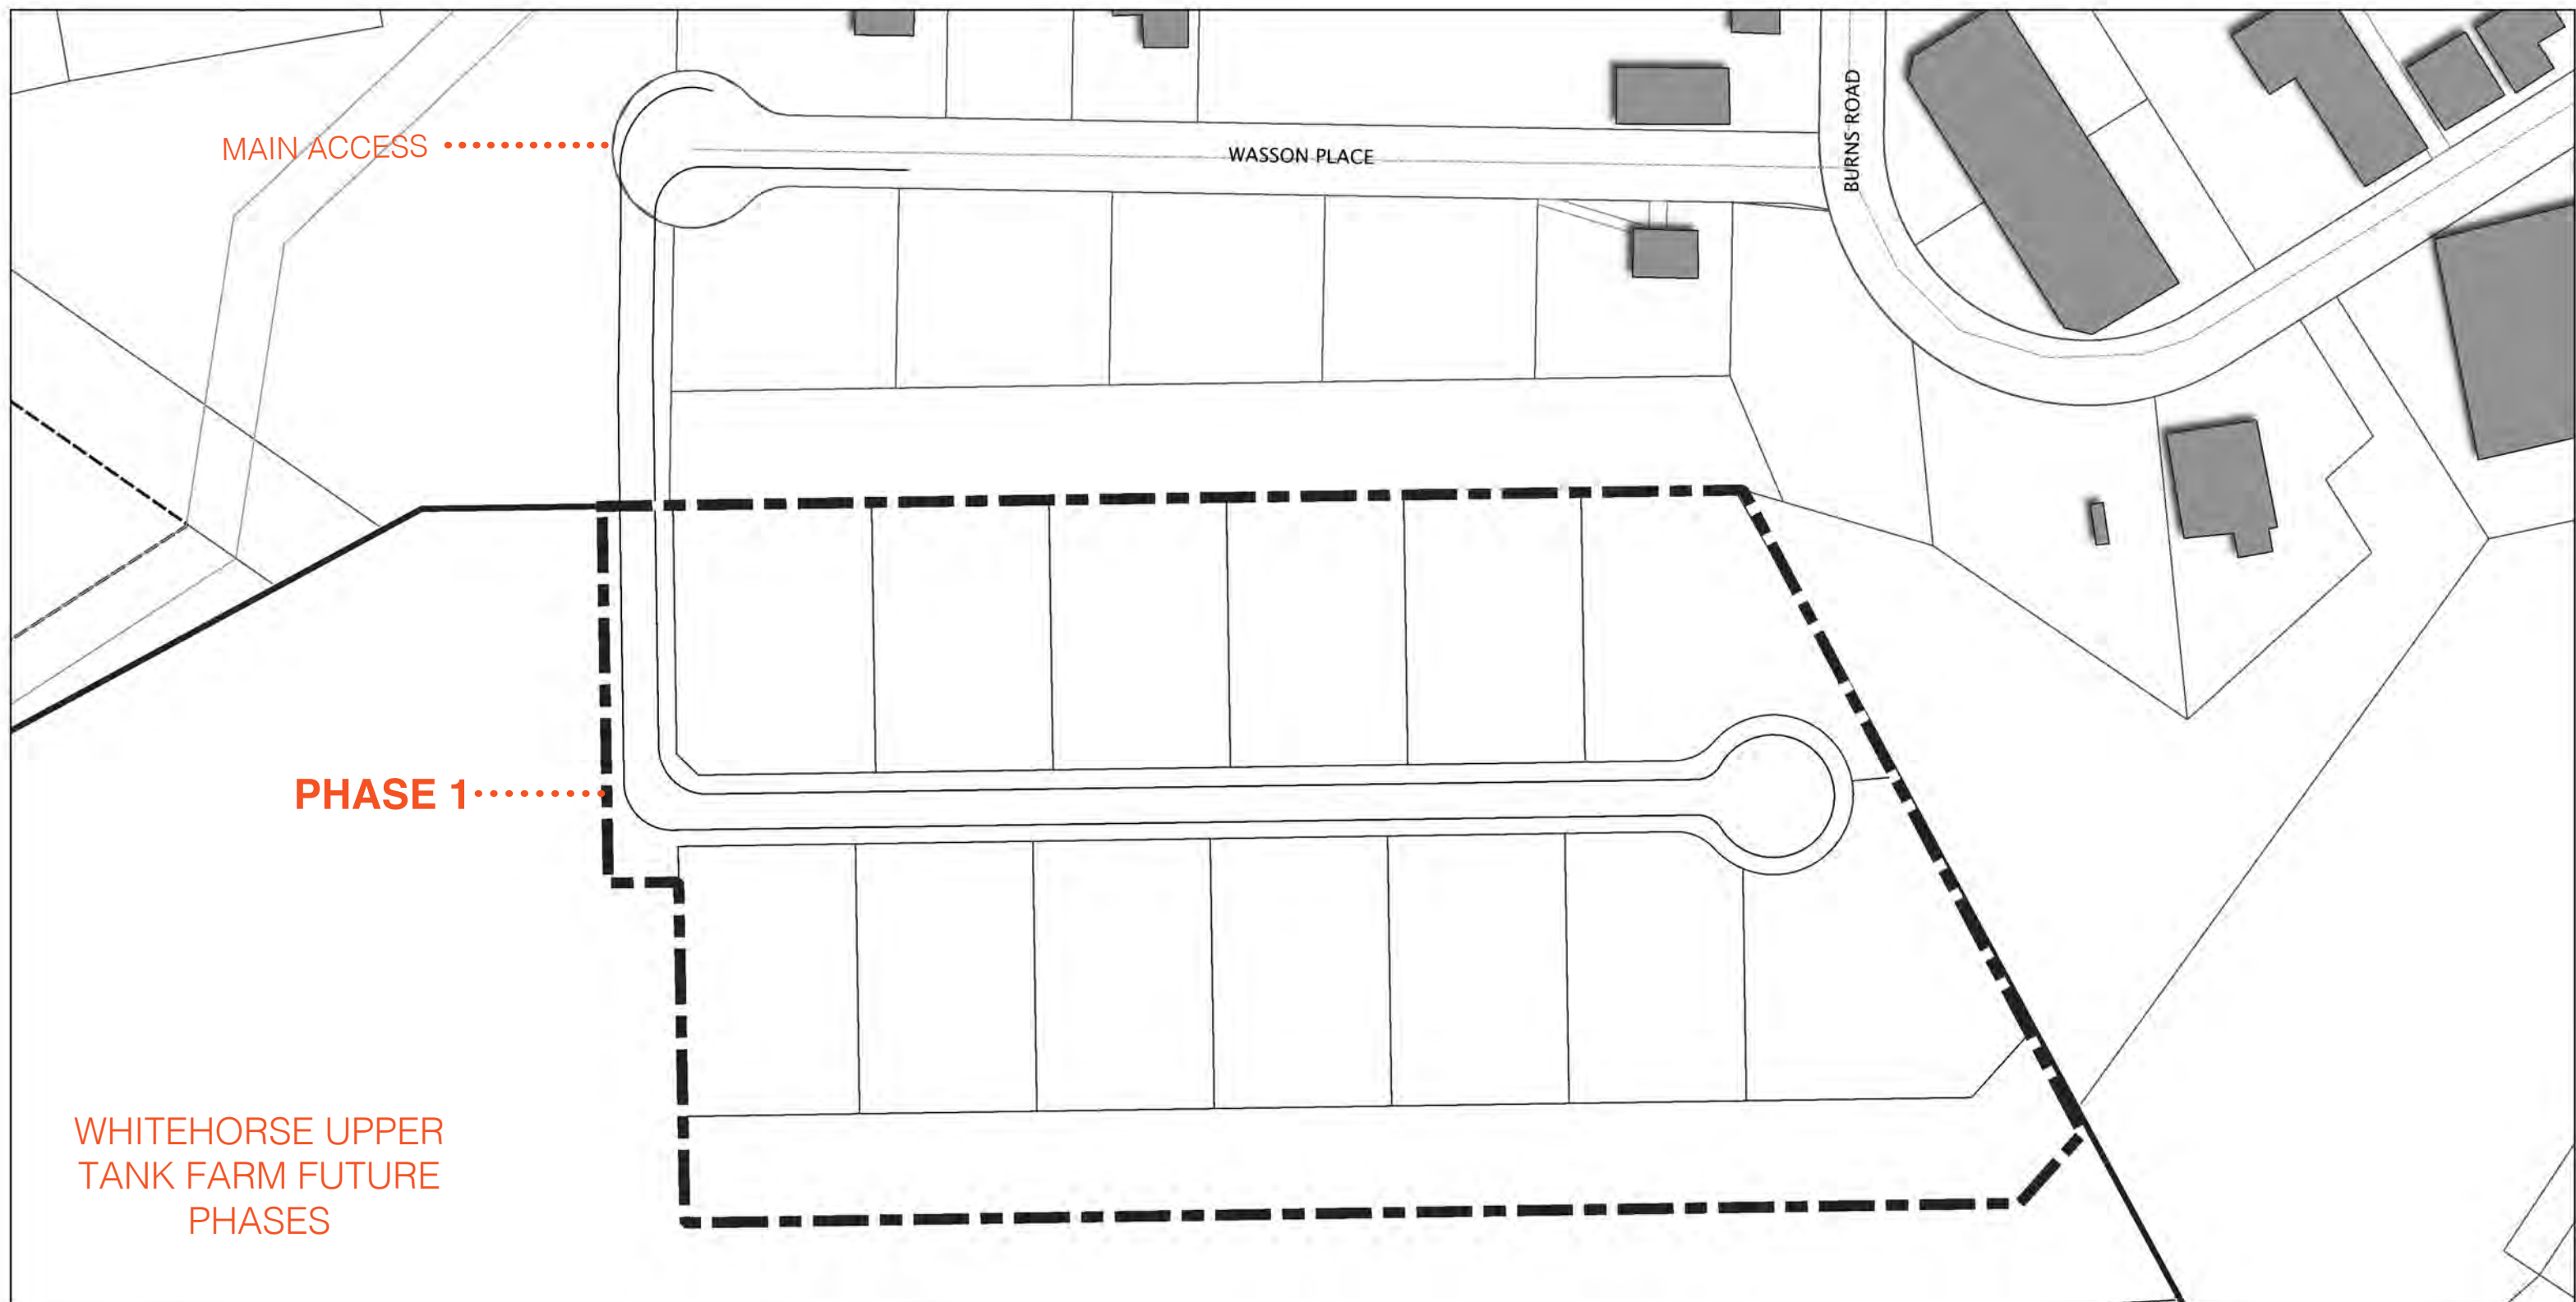 MAIN ACCESS
WASSON PLACE
BURNS ROAD
PHASE 1
WHITEHORSE UPPER
TANK FARM FUTURE
PHASES